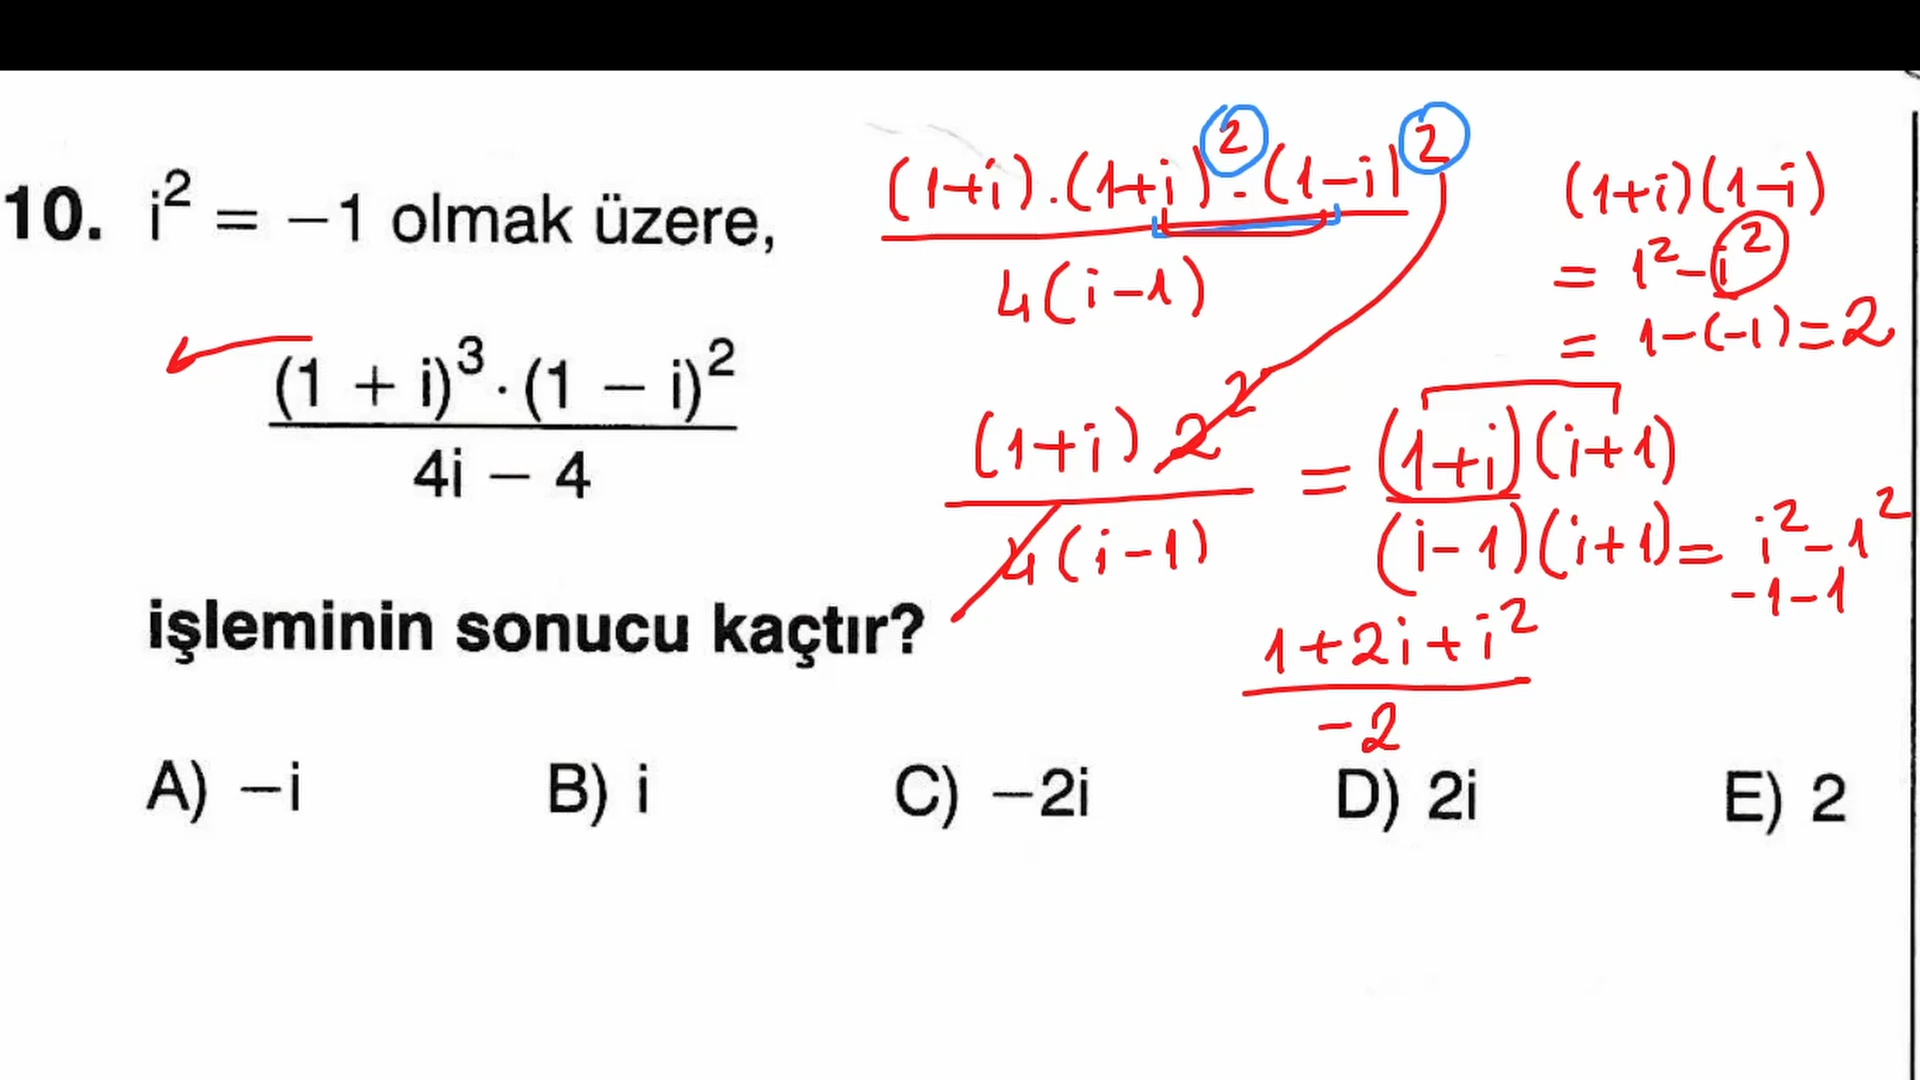 10. i² = −1 olmak üzere,
(1 + i)³ · (1 − i)²
4i − 4
işleminin sonucu kaçtır?
A) −i B) i C) −2i D) 2i E) 2
(1+i).(1+i)² . (1−i)²
4(i−1)
(1+i)(1−i)
= 1² − i²
= 1−(−1) = 2
(1+i) 2² = (1+i)(i+1)
4(i−1) (i−1)(i+1) = i² − 1²
−1−1
1+2i+i²
−2